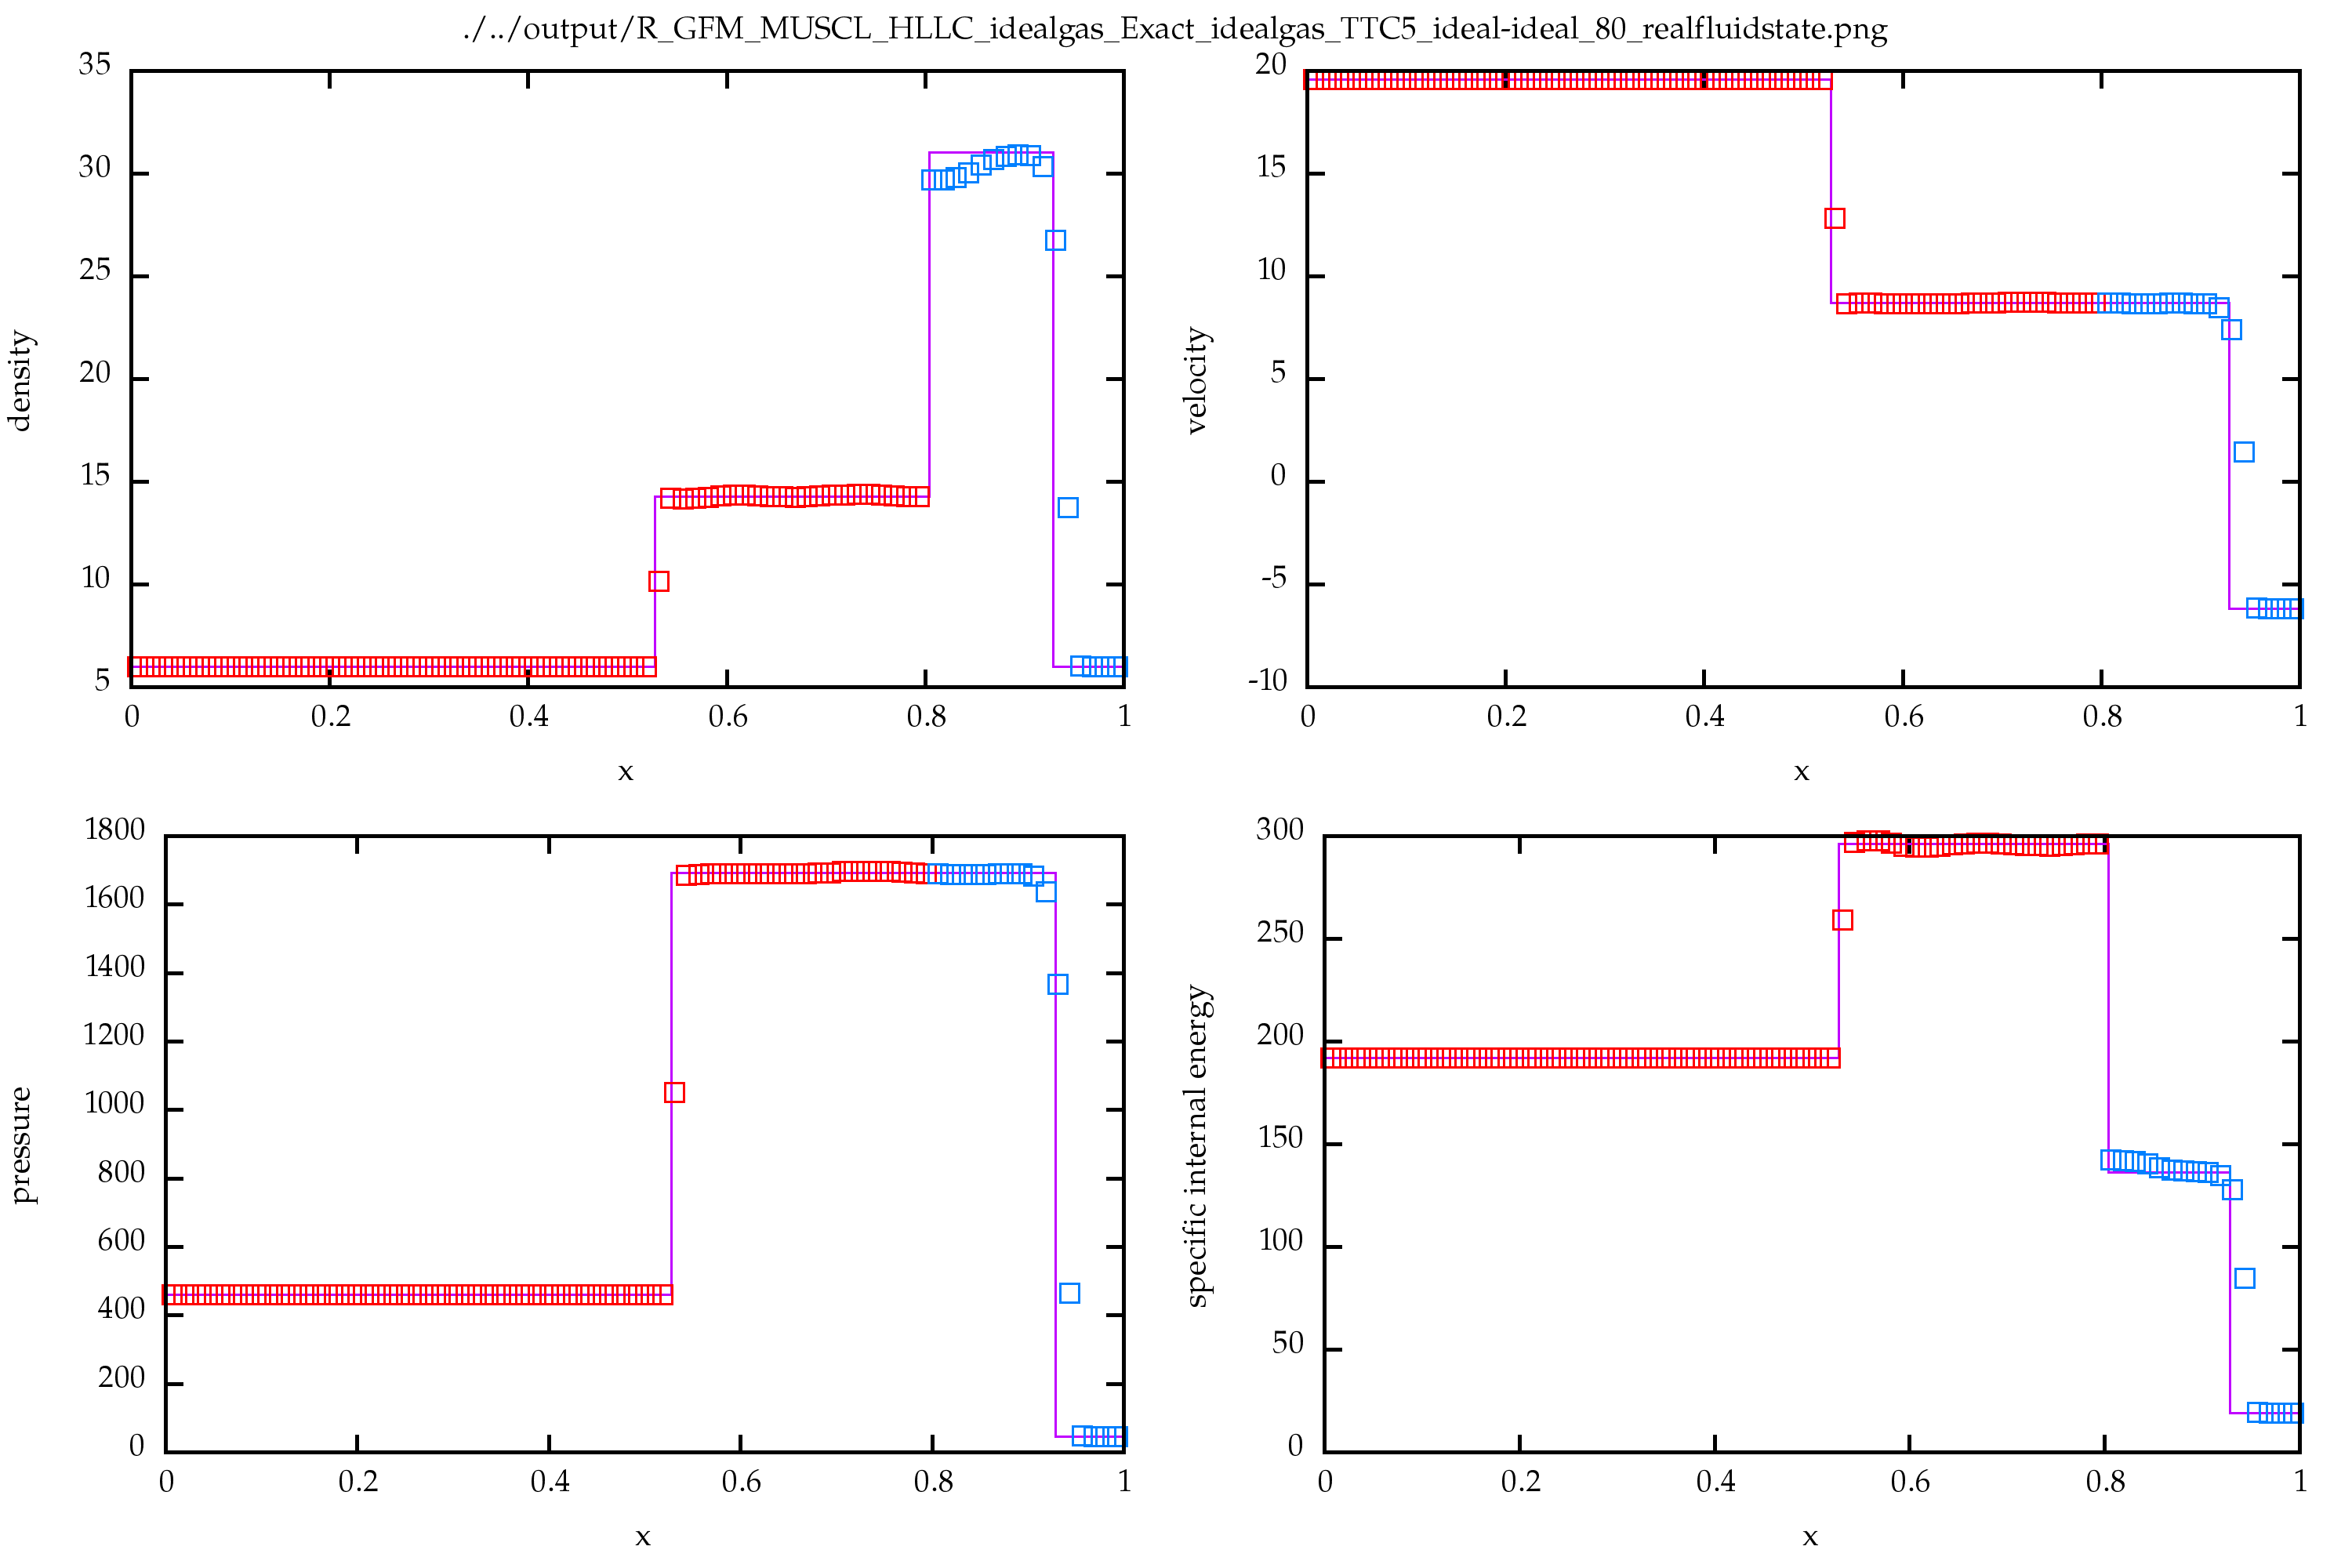 ./../output/R_GFM_MUSCL_HLLC_idealgas_Exact_idealgas_TTC5_ideal-ideal_80_realfluidstate.png
35
30
25
20
15
10
5
density
0 0.2 0.4 0.6 0.8 1
x
20
15
10
5
0
-5
-10
velocity
0 0.2 0.4 0.6 0.8 1
x
1800
1600
1400
1200
1000
800
600
400
200
0
pressure
0 0.2 0.4 0.6 0.8 1
x
300
250
200
150
100
50
0
specific internal energy
0 0.2 0.4 0.6 0.8 1
x